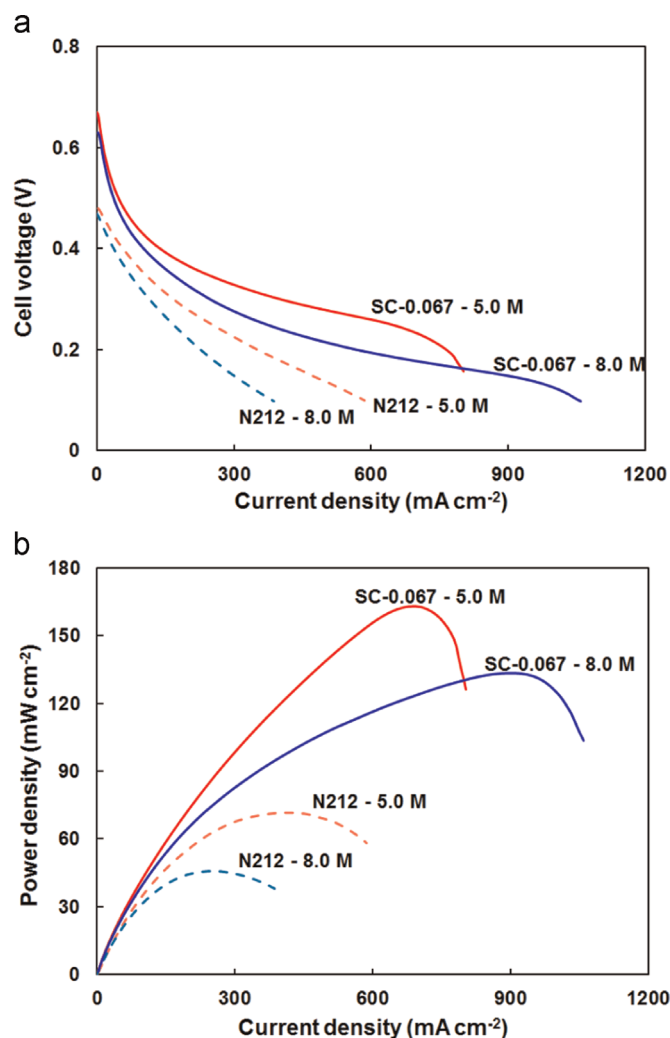 a
0.8
0.6
0.4
0.2
0
Cell voltage (V)
SC-0.067 - 5.0 M
SC-0.067 - 8.0 M
N212 - 8.0 M
N212 - 5.0 M
0
300
600
900
1200
Current density (mA cm-2)
b
180
150
120
90
60
30
0
Power density (mW cm-2)
SC-0.067 - 5.0 M
SC-0.067 - 8.0 M
N212 - 5.0 M
N212 - 8.0 M
0
300
600
900
1200
Current density (mA cm-2)